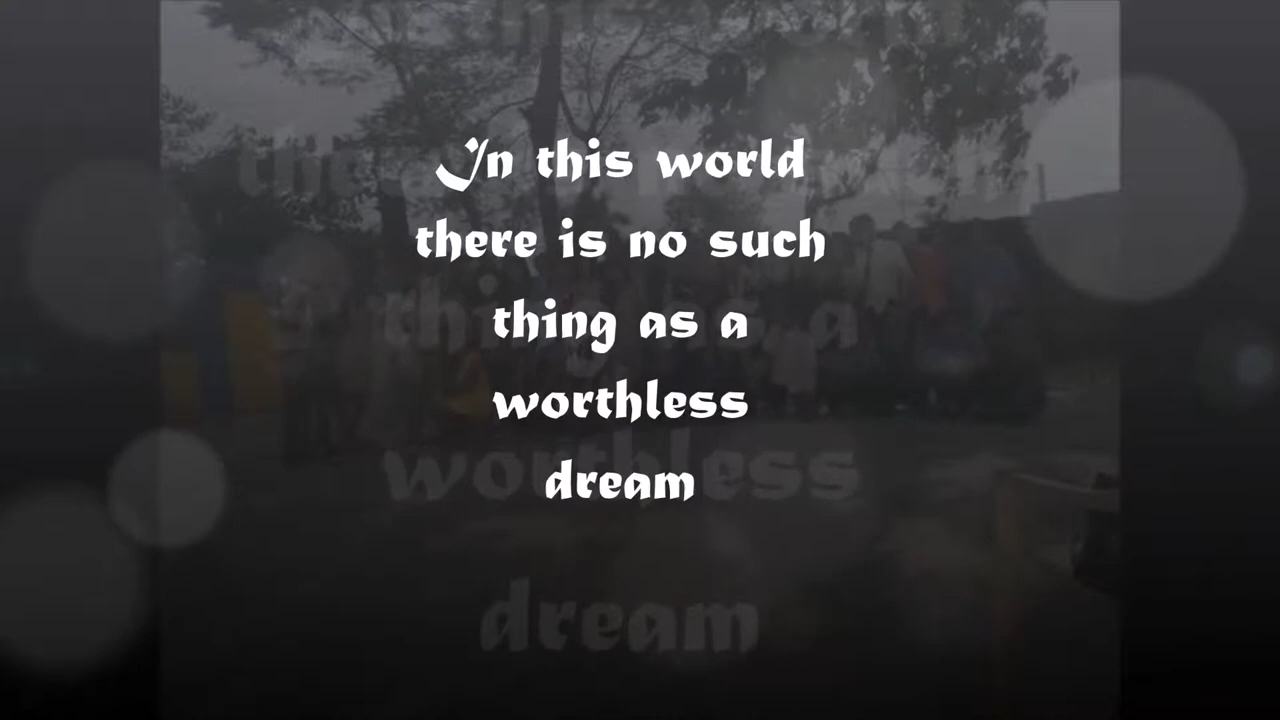 In this world
there is no such
thing as a
worthless
dream